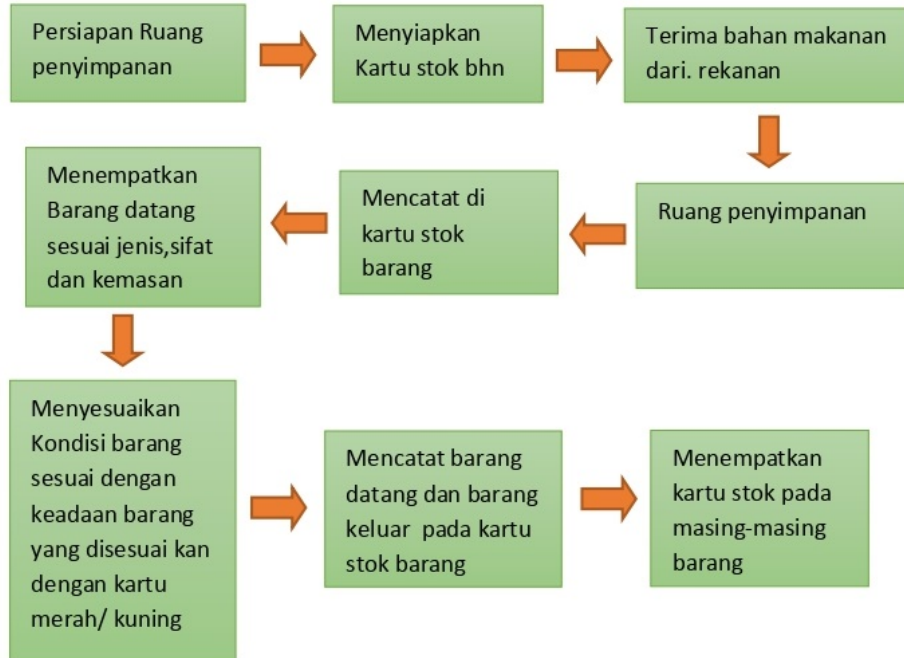 Persiapan Ruang
penyimpanan
Menyiapkan
Kartu stok bhn
Terima bahan makanan
dari. rekanan
Ruang penyimpanan
Mencatat di
kartu stok
barang
Menempatkan
Barang datang
sesuai jenis,sifat
dan kemasan
Menyesuaikan
Kondisi barang
sesuai dengan
keadaan barang
yang disesuai kan
dengan kartu
merah/ kuning
Mencatat barang
datang dan barang
keluar pada kartu
stok barang
Menempatkan
kartu stok pada
masing-masing
barang